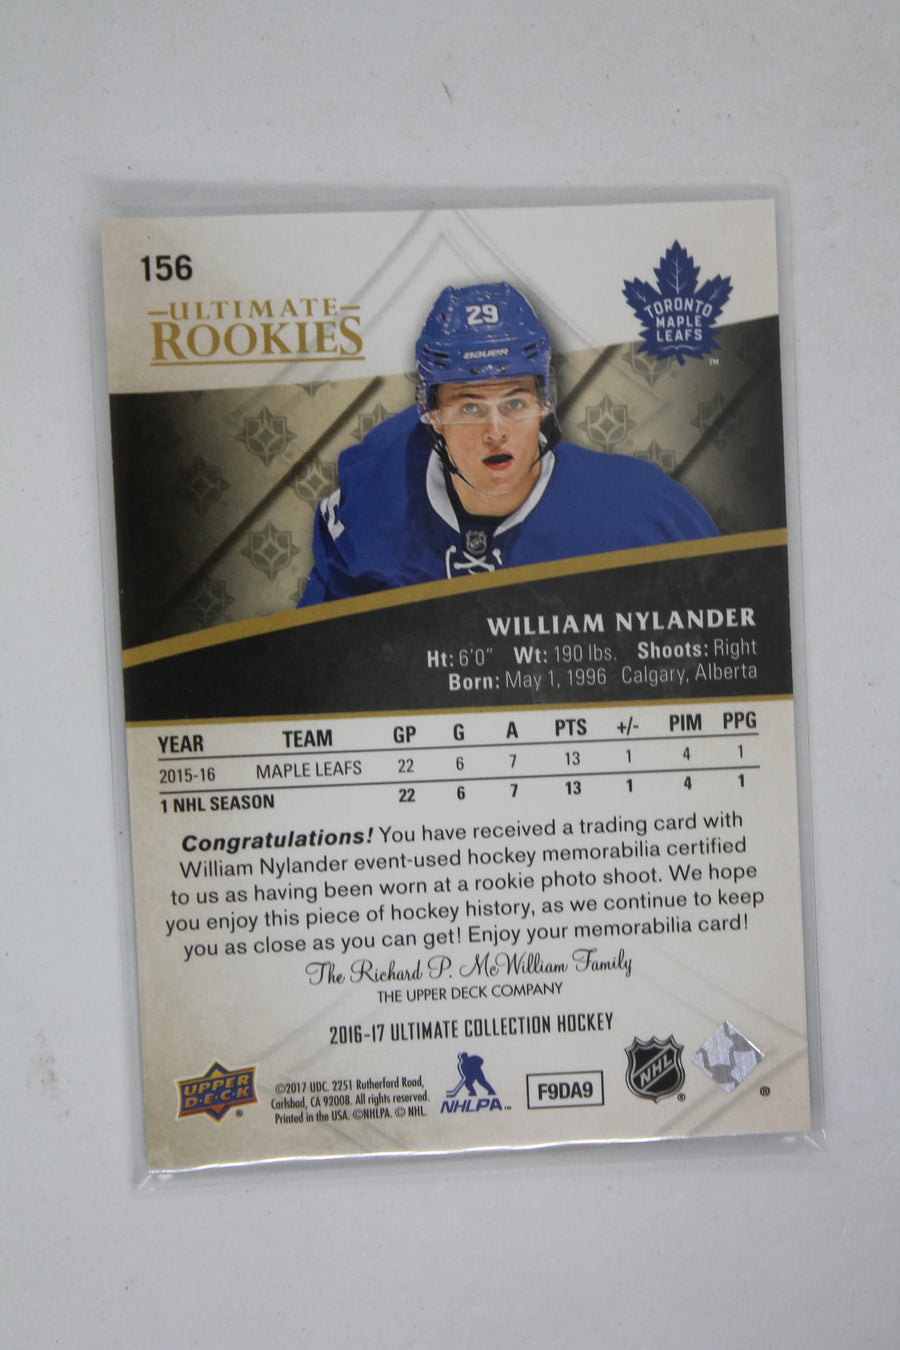 156
ULTIMATE
ROOKIES
TORONTO
MAPLE
LEAFS
TM
29
BAUER
WILLIAM NYLANDER
Ht: 6'0" Wt: 190 lbs. Shoots: Right
Born: May 1, 1996 Calgary, Alberta
YEAR TEAM GP G A PTS +/- PIM PPG
2015-16 MAPLE LEAFS 22 6 7 13 1 4 1
1 NHL SEASON 22 6 7 13 1 4 1
Congratulations! You have received a trading card with
William Nylander event-used hockey memorabilia certified
to us as having been worn at a rookie photo shoot. We hope
you enjoy this piece of hockey history, as we continue to keep
you as close as you can get! Enjoy your memorabilia card!
The Richard P. McWilliam Family
THE UPPER DECK COMPANY
2016-17 ULTIMATE COLLECTION HOCKEY
UPPER
D·E·C·K
®
©2017 UDC. 2251 Rutherford Road,
Carlsbad, CA 92008. All rights reserved.
Printed in the USA. ©NHLPA. © NHL.
NHLPA™
F9DA9
NHL
®
®